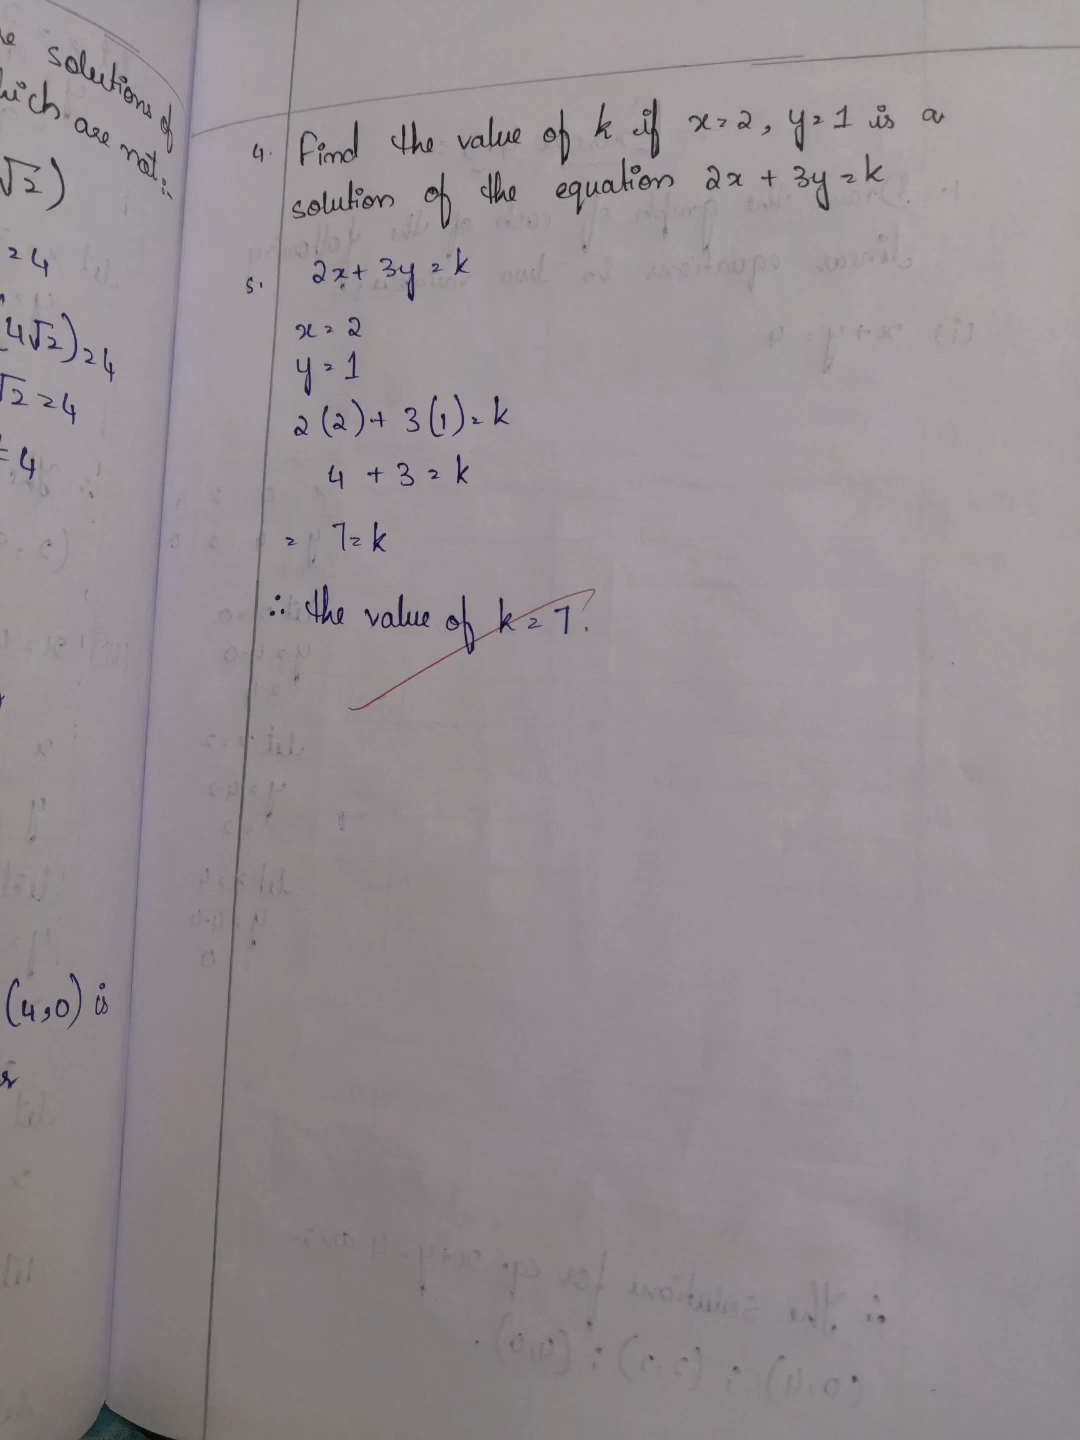 solutions of
which are not:-
√2)
=4
(4√2)=4
√2=4
≠4
(4,0) is
4. Find the value of k if x=2, y=1 is a
solution of the equation 2x + 3y=k
S. 2x+3y=k
x=2
y=1
2(2)+3(1)=k
4+3=k
= 7=k
∴ the value of k=7.